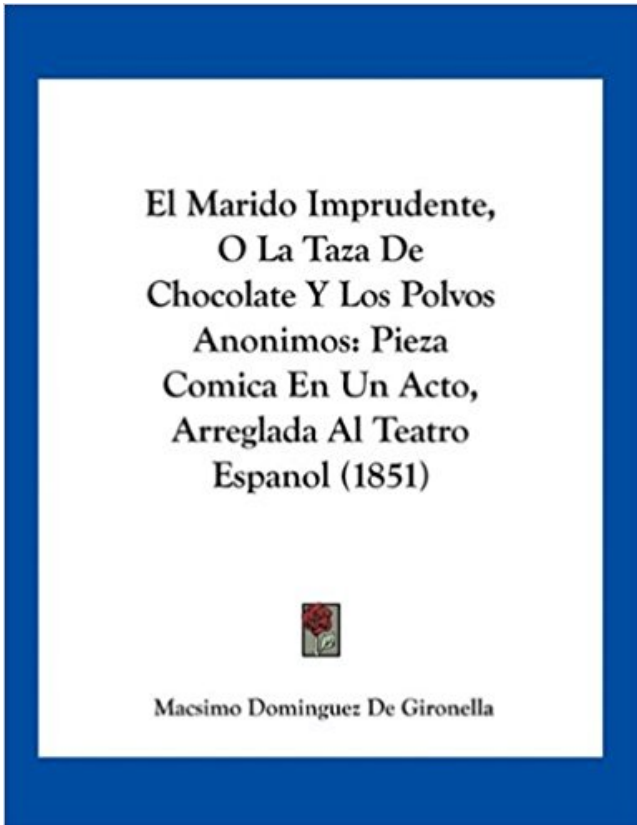 El Marido Imprudente,
O La Taza De
Chocolate Y Los Polvos
Anonimos: Pieza
Comica En Un Acto,
Arreglada Al Teatro
Espanol (1851)
Macsimo Dominguez De Gironella